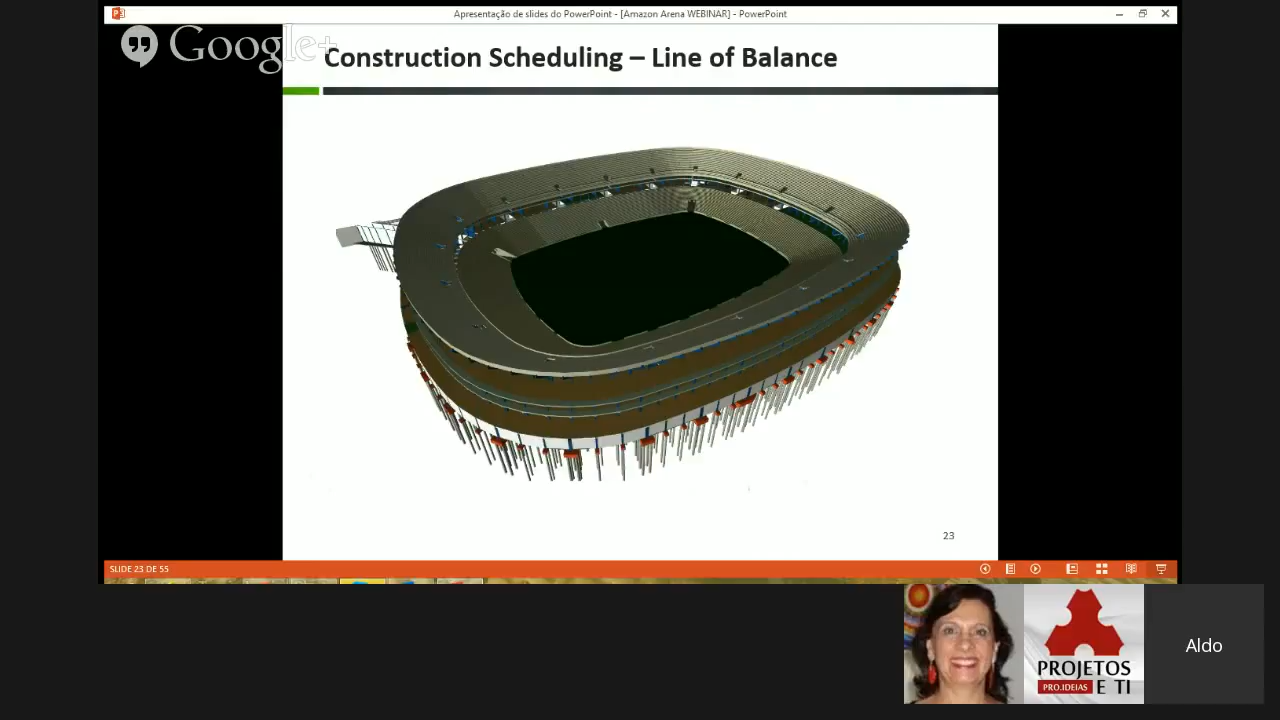 Apresentação de slides do PowerPoint - [Amazon Arena WEBINAR] - PowerPoint
Google+
Construction Scheduling – Line of Balance
23
SLIDE 23 DE 55
PROJETOS
PRO.IDEIAS E TI
Aldo